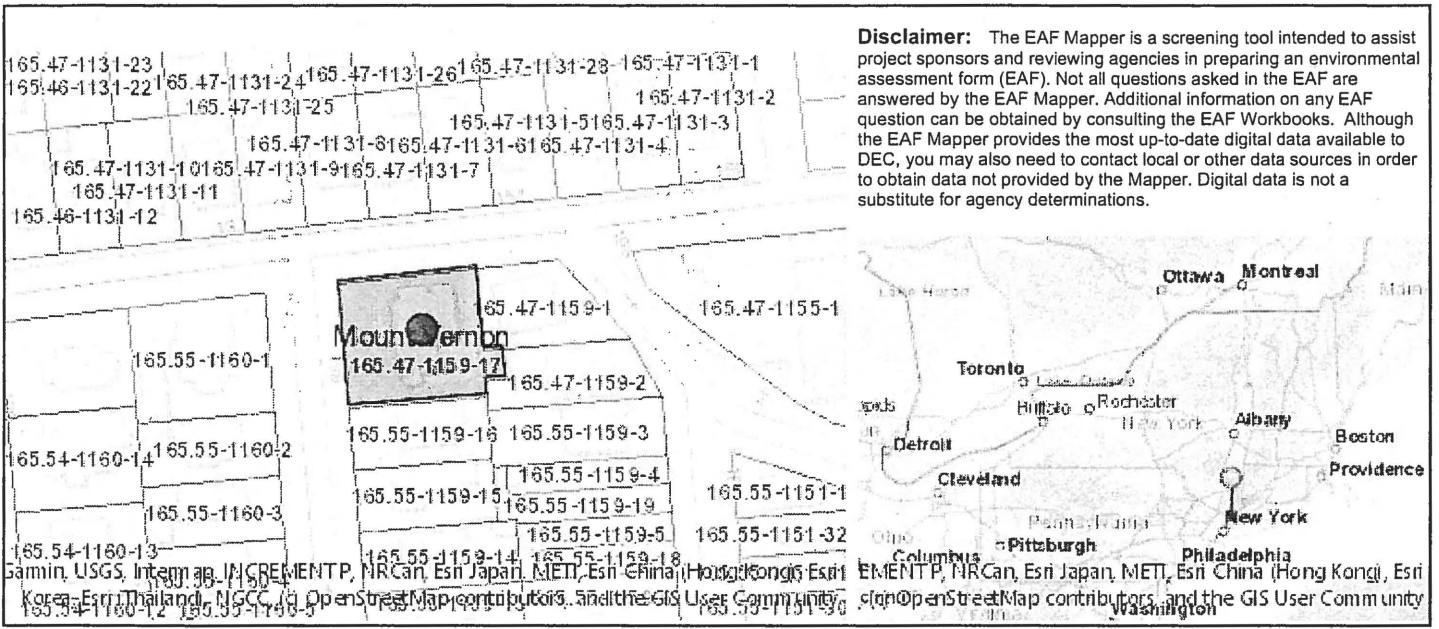 Disclaimer: The EAF Mapper is a screening tool intended to assist
project sponsors and reviewing agencies in preparing an environmental
assessment form (EAF). Not all questions asked in the EAF are
answered by the EAF Mapper. Additional information on any EAF
question can be obtained by consulting the EAF Workbooks. Although
the EAF Mapper provides the most up-to-date digital data available to
DEC, you may also need to contact local or other data sources in order
to obtain data not provided by the Mapper. Digital data is not a
substitute for agency determinations.
165.47-1131-23
165.46-1131-22
165.47-1131-24
165.47-1131-25
165.47-1131-26
165.47-1131-28
165.47-1131-1
165.47-1131-2
165.47-1131-5
165.47-1131-3
165.47-1131-8
165.47-1131-6
165.47-1131-4
165.47-1131-10
165.47-1131-9
165.47-1131-7
165.47-1131-11
165.46-1131-12
165.47-1159-1
165.47-1155-1
165.47-1159-17
165.55-1160-1
165.47-1159-2
165.55-1159-16
165.55-1159-3
165.54-1160-14
165.55-1160-2
165.55-1159-4
165.55-1159-15
165.55-1159-19
165.55-1151-1
165.55-1160-3
165.55-1159-5
165.55-1151-32
165.54-1160-13
165.55-1159-14
165.55-1159-18
Garmin, USGS, Intermap, INCREMENT P, NRCan, Esri Japan, METI, Esri China (Hong Kong), Esri
Korea, Esri (Thailand), NGCC, (c) OpenStreetMap contributors, and the GIS User Community
Ottawa
Montreal
Lake Huron
Toronto
Buffalo
Rochester
New York
Albany
Boston
Detroit
Providence
Cleveland
New York
Pennsylvania
Pittsburgh
Ohio
Columbus
Philadelphia
EMENT P, NRCan, Esri Japan, METI, Esri China (Hong Kong), Esri
OpenStreetMap contributors, and the GIS User Community
Washington